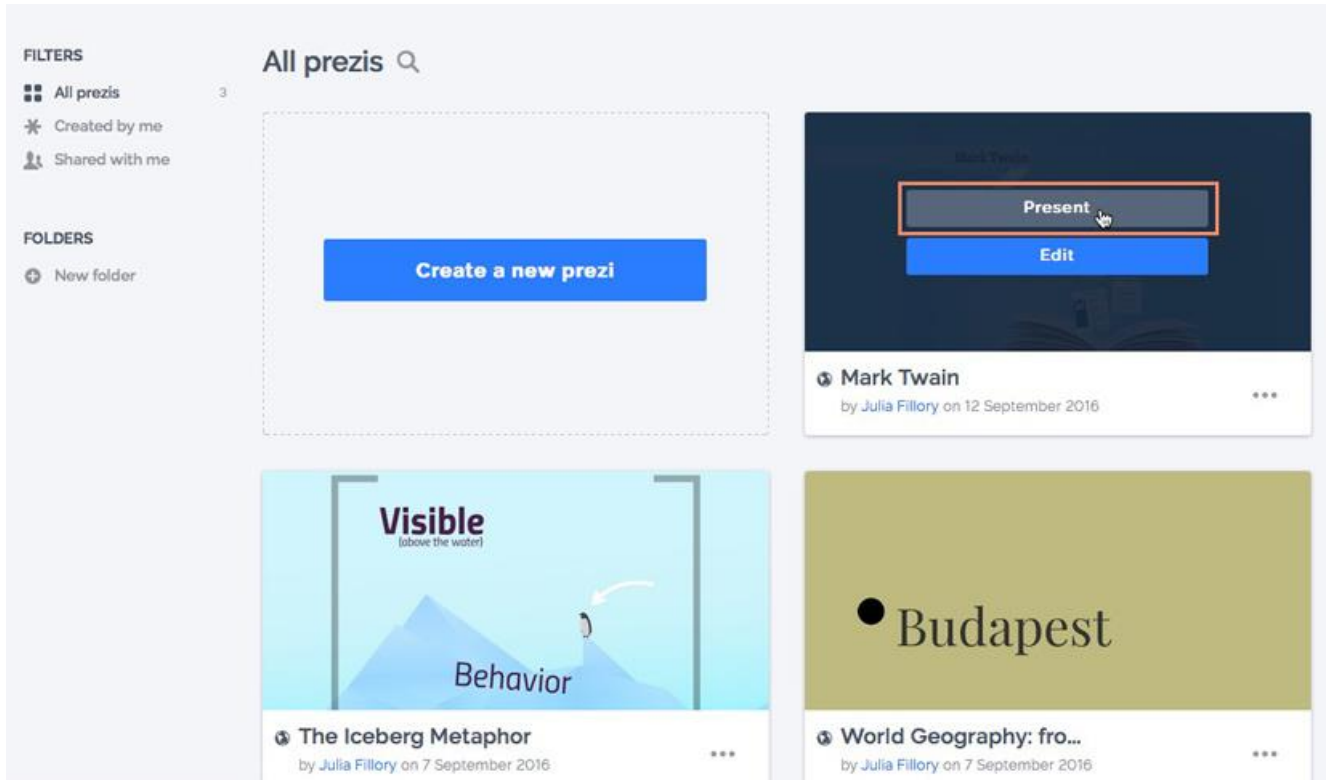 FILTERS
All prezis 3
Created by me
Shared with me
FOLDERS
New folder
All prezis
Create a new prezi
Mark Twain
Present
Edit
Mark Twain
by Julia Fillory on 12 September 2016
Visible
(above the water)
Behavior
The Iceberg Metaphor
by Julia Fillory on 7 September 2016
Budapest
World Geography: fro...
by Julia Fillory on 7 September 2016